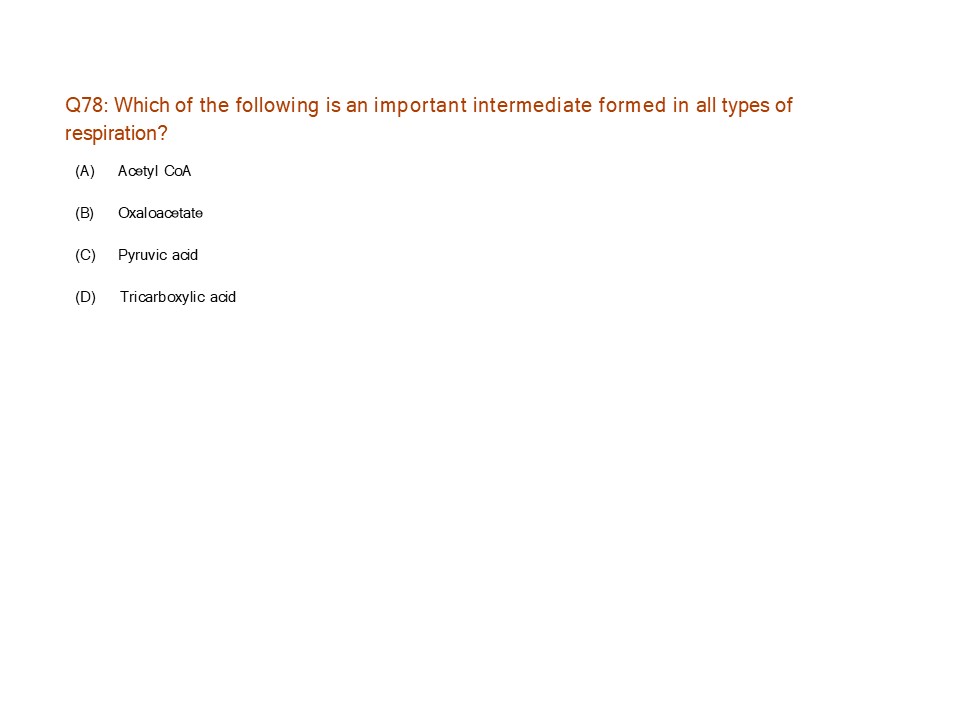 Q78: Which of the following is an important intermediate formed in all types of
respiration?
(A) Acetyl CoA
(B) Oxaloacetate
(C) Pyruvic acid
(D) Tricarboxylic acid